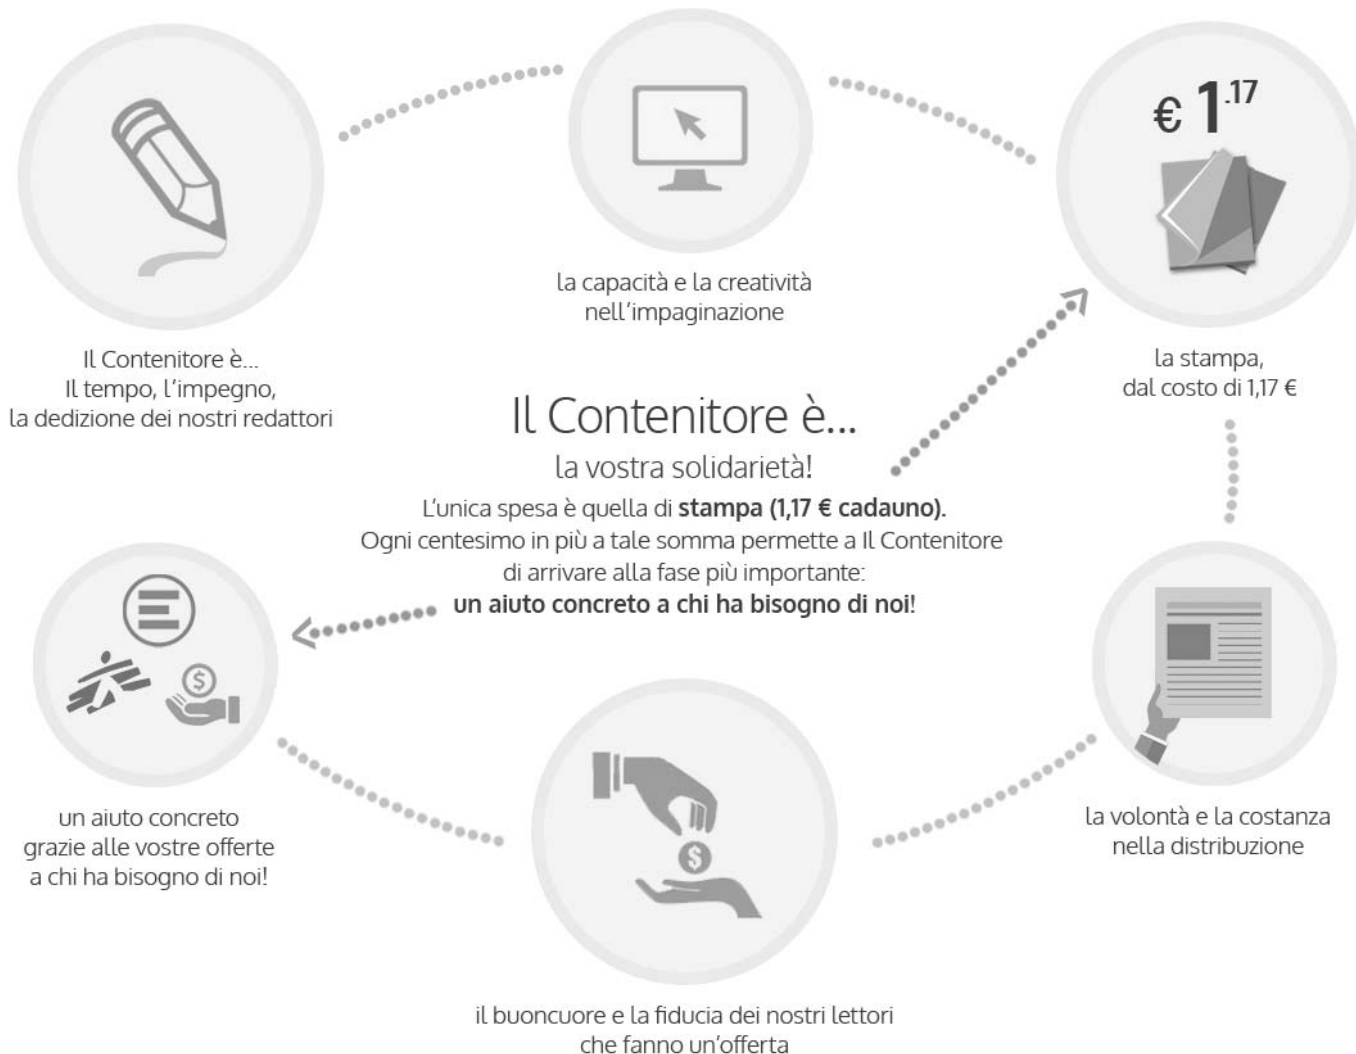 € 1.17
la capacità e la creatività
nell'impaginazione
Il Contenitore è...
Il tempo, l'impegno,
la dedizione dei nostri redattori
la stampa,
dal costo di 1,17 €
Il Contenitore è...
la vostra solidarietà!
L'unica spesa è quella di stampa (1,17 € cadauno).
Ogni centesimo in più a tale somma permette a Il Contenitore
di arrivare alla fase più importante:
un aiuto concreto a chi ha bisogno di noi!
$
un aiuto concreto
grazie alle vostre offerte
a chi ha bisogno di noi!
$
la volontà e la costanza
nella distribuzione
il buoncuore e la fiducia dei nostri lettori
che fanno un'offerta